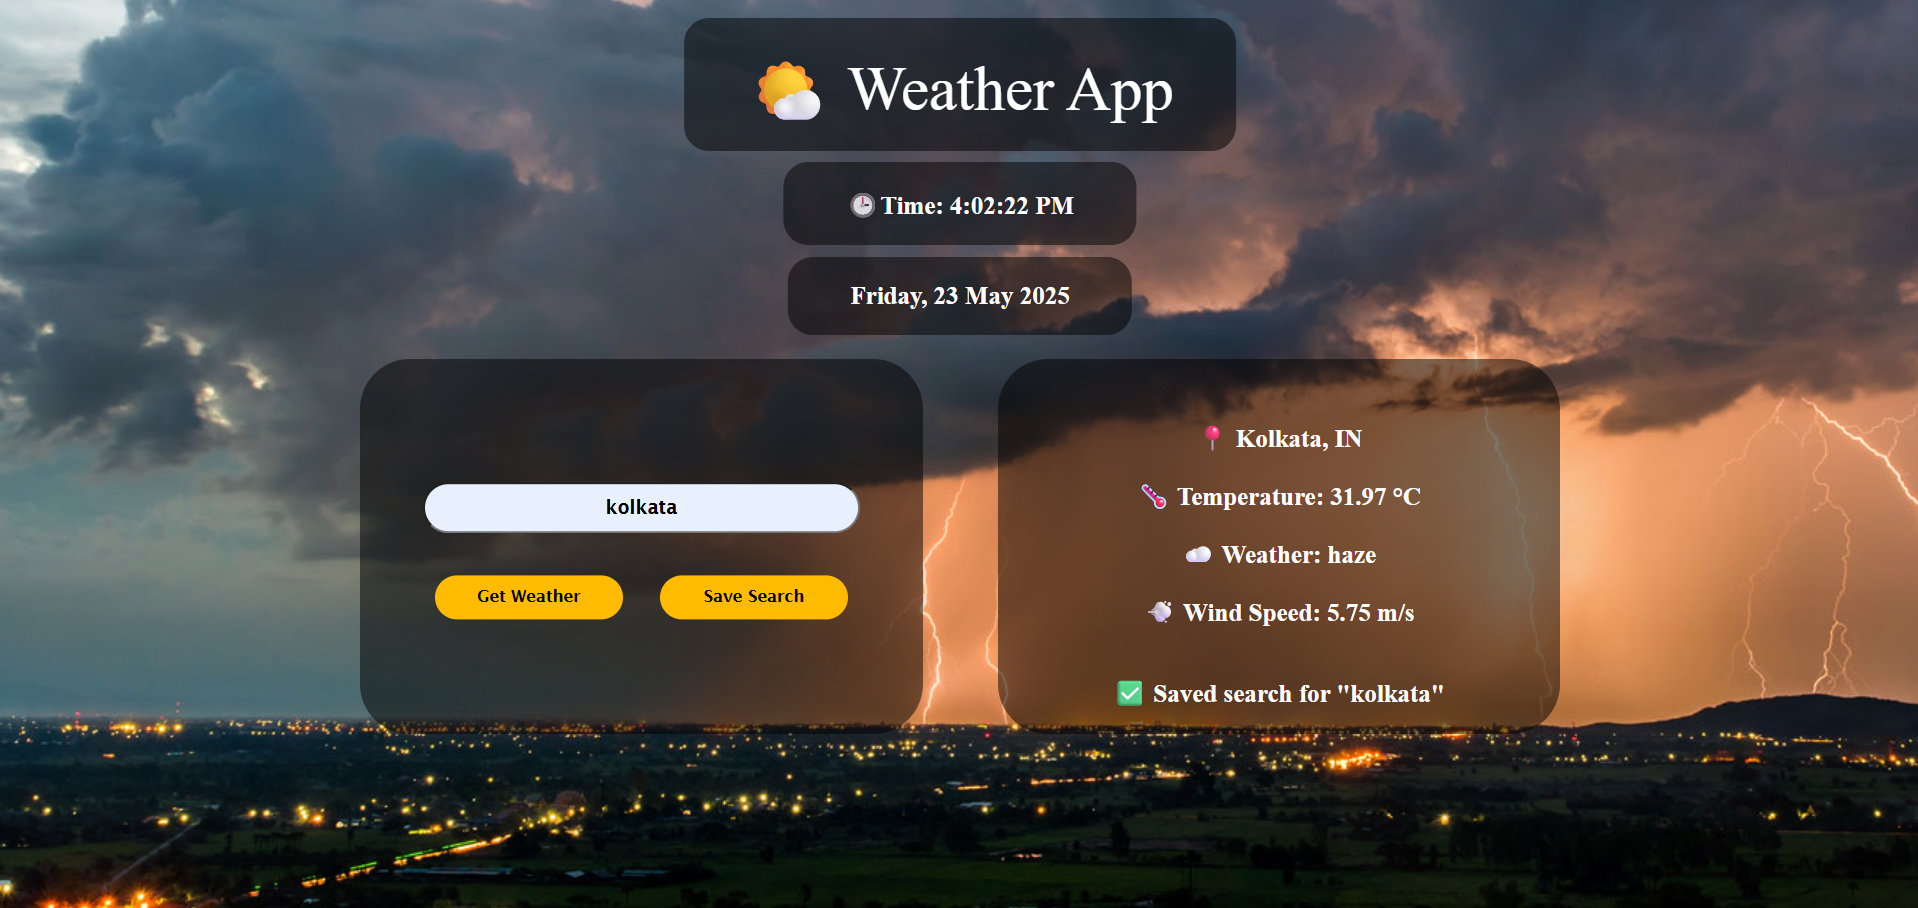 Weather App
Time: 4:02:22 PM
Friday, 23 May 2025
kolkata
Get Weather
Save Search
Kolkata, IN
Temperature: 31.97 °C
Weather: haze
Wind Speed: 5.75 m/s
Saved search for "kolkata"